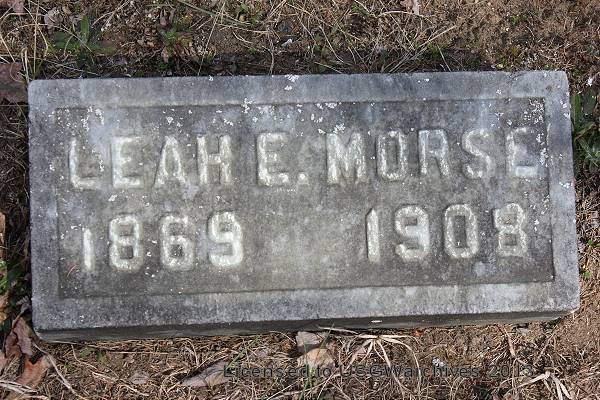 LEAH E. MORSE
1869 1908
Licensed to USGWarchives 2013